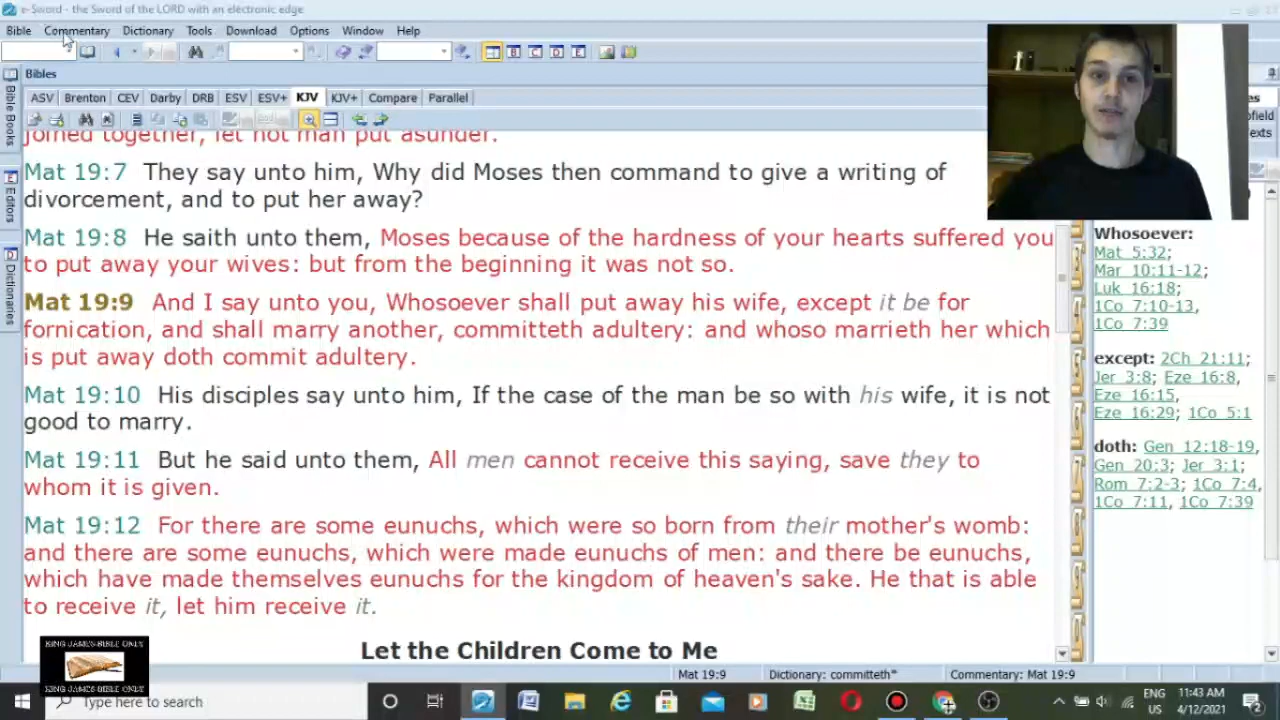 e-Sword - the Sword of the LORD with an electronic edge
Bible Commentary Dictionary Tools Download Options Window Help
B C D E
Bibles
ASV Brenton CEV Darby DRB ESV ESV+ KJV KJV+ Compare Parallel
Bible Books
Editors
Dictionaries
joined together, let not man put asunder.
Mat 19:7 They say unto him, Why did Moses then command to give a writing of
divorcement, and to put her away?
Mat 19:8 He saith unto them, Moses because of the hardness of your hearts suffered you
to put away your wives: but from the beginning it was not so.
Mat 19:9 And I say unto you, Whosoever shall put away his wife, except it be for
fornication, and shall marry another, committeth adultery: and whoso marrieth her which
is put away doth commit adultery.
Mat 19:10 His disciples say unto him, If the case of the man be so with his wife, it is not
good to marry.
Mat 19:11 But he said unto them, All men cannot receive this saying, save they to
whom it is given.
Mat 19:12 For there are some eunuchs, which were so born from their mother's womb:
and there are some eunuchs, which were made eunuchs of men: and there be eunuchs,
which have made themselves eunuchs for the kingdom of heaven's sake. He that is able
to receive it, let him receive it.
Let the Children Come to Me
es
ofield
exts
Whosoever:
Mat 5:32;
Mar 10:11-12;
Luk 16:18;
1Co 7:10-13,
1Co 7:39
except: 2Ch 21:11;
Jer 3:8; Eze 16:8,
Eze 16:15,
Eze 16:29; 1Co 5:1
doth: Gen 12:18-19,
Gen 20:3; Jer 3:1;
Rom 7:2-3; 1Co 7:4,
1Co 7:11, 1Co 7:39
KING JAMES BIBLE ONLY
KING JAMES BIBLE ONLY
Mat 19:9 Dictionary: committeth* Commentary: Mat 19:9
Type here to search
ENG
US
11:43 AM
4/12/2021
2